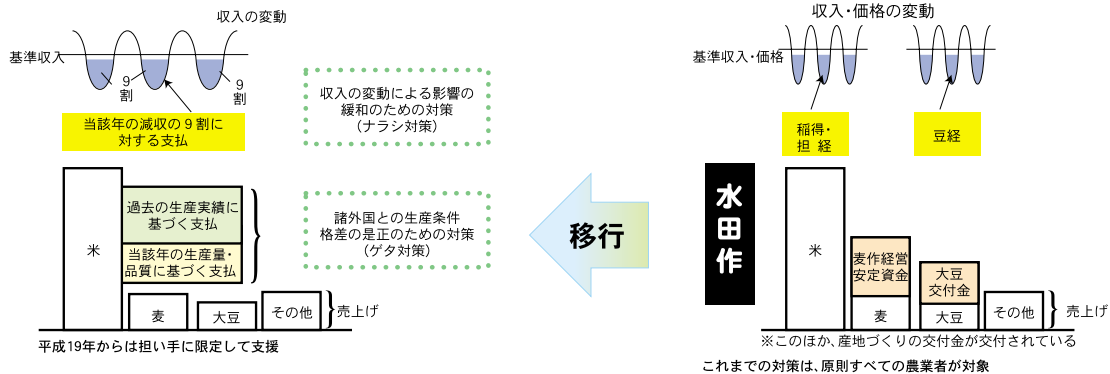 収入の変動
基準収入
9割
9割
当該年の減収の9割に
対する支払
米
過去の生産実績に
基づく支払
当該年の生産量・
品質に基づく支払
麦
大豆
その他
売上げ
平成19年からは担い手に限定して支援
収入の変動による影響の
緩和のための対策
（ナラシ対策）
諸外国との生産条件
格差の是正のための対策
（ゲタ対策）
移行
水田作
収入・価格の変動
基準収入・価格
稲得・
担経
豆経
米
麦作経営
安定資金
麦
大豆
交付金
大豆
その他
売上げ
※このほか、産地づくりの交付金が交付されている
これまでの対策は、原則すべての農業者が対象